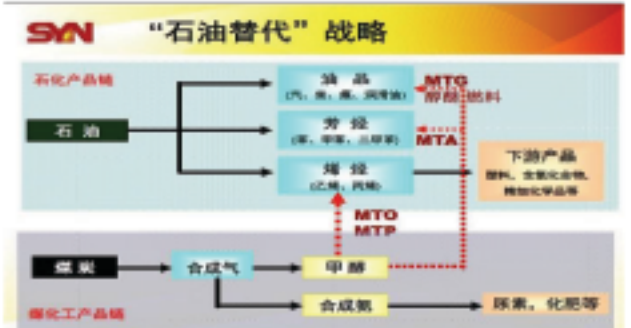 SYN
“石油替代”战略
石化产品链
油品
(汽、柴、煤、润滑油)
MTG
醇醚燃料
石油
芳烃
(苯、甲苯、二甲苯)
MTA
烯烃
(乙烯、丙烯)
下游产品
塑料、含氧化合物、
精细化学品等
MTO
MTP
煤炭
合成气
甲醇
合成氨
尿素、化肥等
煤化工产品链